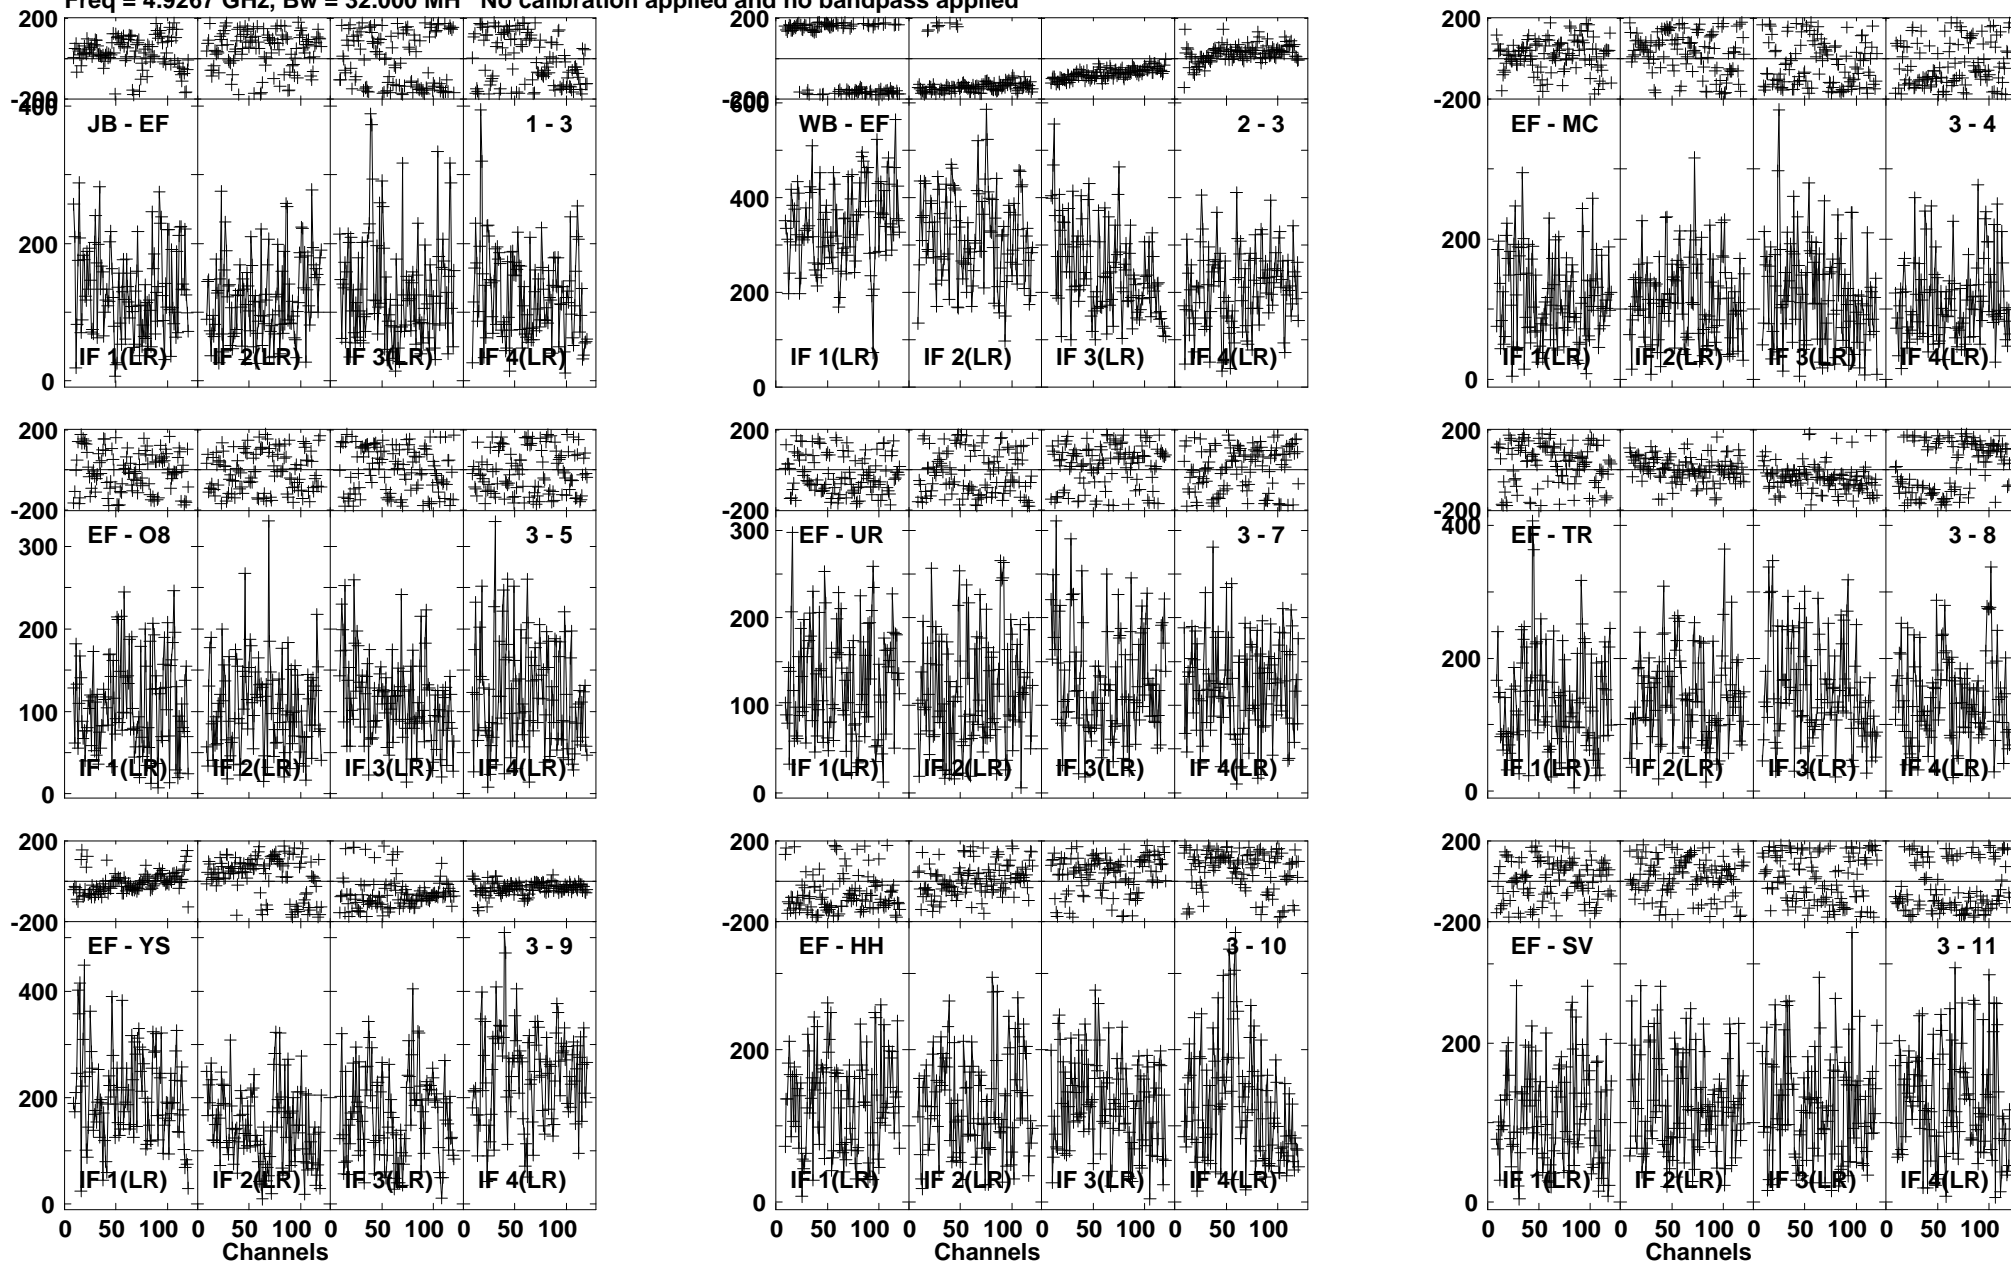 Freq = 4.9267 GHz, Bw = 32.000 MH No calibration applied and no bandpass applied
200
-200
400
200
0
JB - EF
1 - 3
IF 1(LR)
IF 2(LR)
IF 3(LR)
IF 4(LR)
200
-200
600
400
200
0
WB - EF
2 - 3
IF 1(LR)
IF 2(LR)
IF 3(LR)
IF 4(LR)
200
-200
200
0
EF - MC
3 - 4
IF 1(LR)
IF 2(LR)
IF 3(LR)
IF 4(LR)
200
-200
300
200
100
0
EF - O8
3 - 5
IF 1(LR)
IF 2(LR)
IF 3(LR)
IF 4(LR)
200
-200
300
200
100
0
EF - UR
3 - 7
IF 1(LR)
IF 2(LR)
IF 3(LR)
IF 4(LR)
200
-200
400
200
0
EF - TR
3 - 8
IF 1(LR)
IF 2(LR)
IF 3(LR)
IF 4(LR)
200
-200
400
200
0
EF - YS
3 - 9
IF 1(LR)
IF 2(LR)
IF 3(LR)
IF 4(LR)
0 50 100 0 50 100 0 50 100 0 50 100
Channels
200
-200
200
0
EF - HH
3 - 10
IF 1(LR)
IF 2(LR)
IF 3(LR)
IF 4(LR)
0 50 100 0 50 100 0 50 100 0 50 100
Channels
200
-200
200
0
EF - SV
3 - 11
IF 1(LR)
IF 2(LR)
IF 3(LR)
IF 4(LR)
0 50 100 0 50 100 0 50 100 0 50 100
Channels